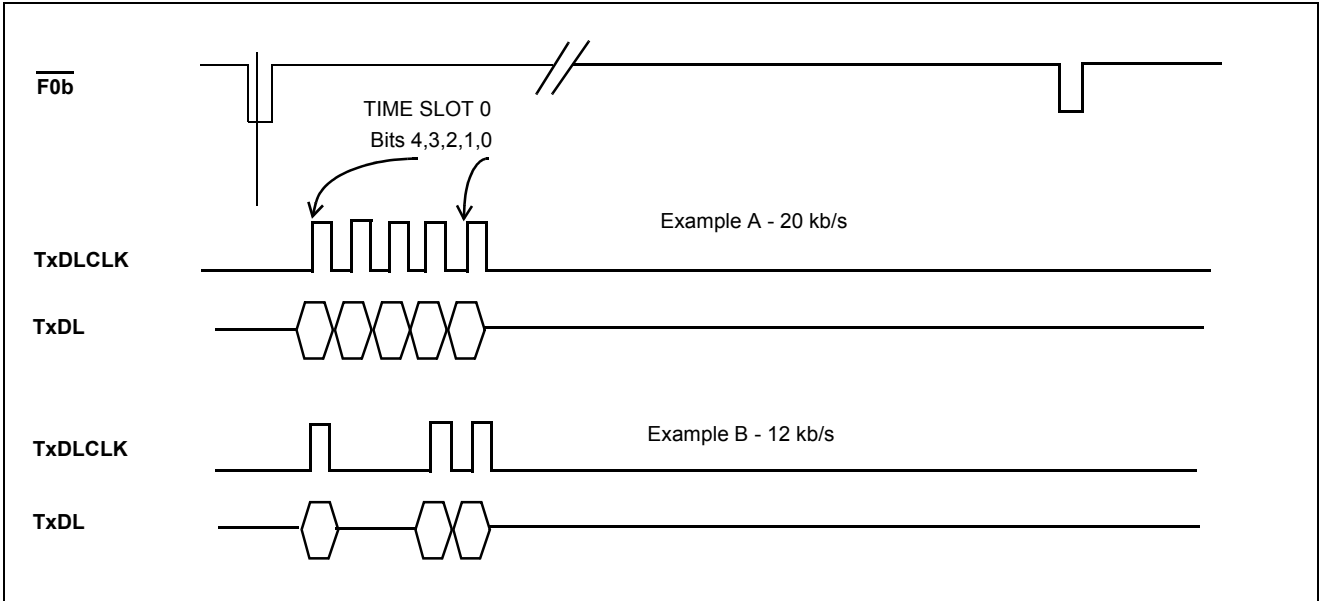 F0b
TIME SLOT 0
Bits 4,3,2,1,0
Example A - 20 kb/s
TxDLCLK
TxDL
Example B - 12 kb/s
TxDLCLK
TxDL